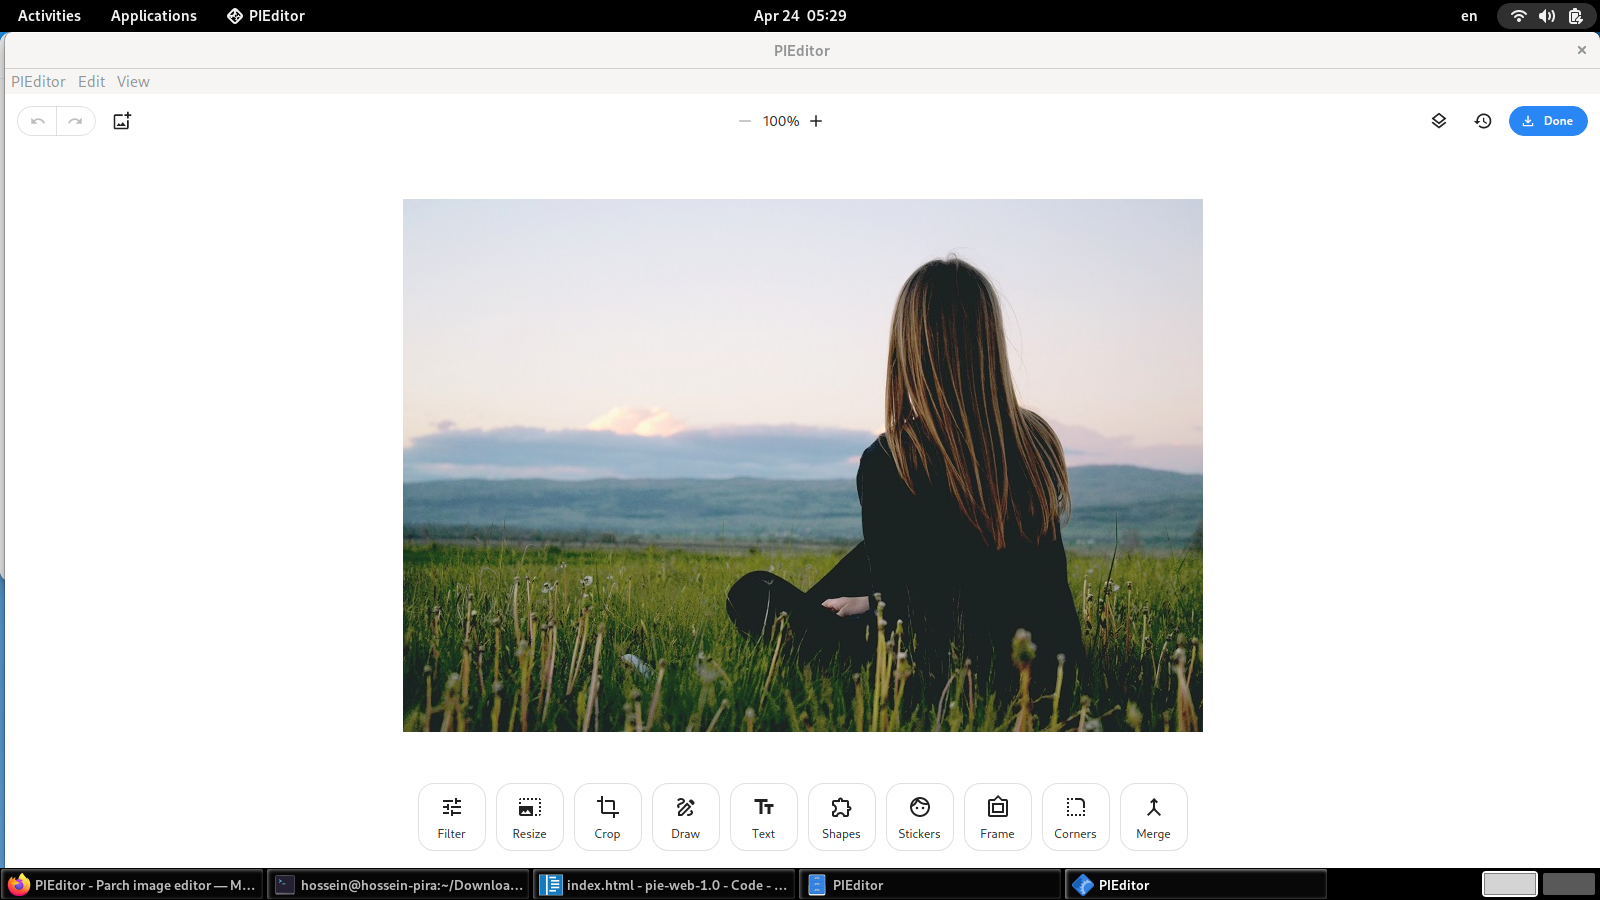 Activities Applications PIEditor Apr 24 05:29 en
PIEditor ×
PIEditor Edit View
100% Done
Filter Resize Crop Draw Text Shapes Stickers Frame Corners Merge
PIEditor - Parch image editor — M... hossein@hossein-pira:~/Downloa... index.html - pie-web-1.0 - Code - ... PIEditor PIEditor